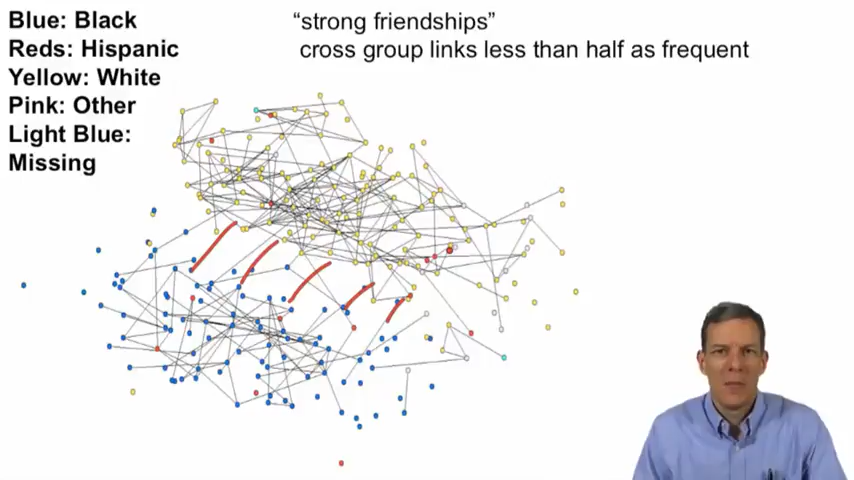 Blue: Black
Reds: Hispanic
Yellow: White
Pink: Other
Light Blue:
Missing
“strong friendships”
cross group links less than half as frequent